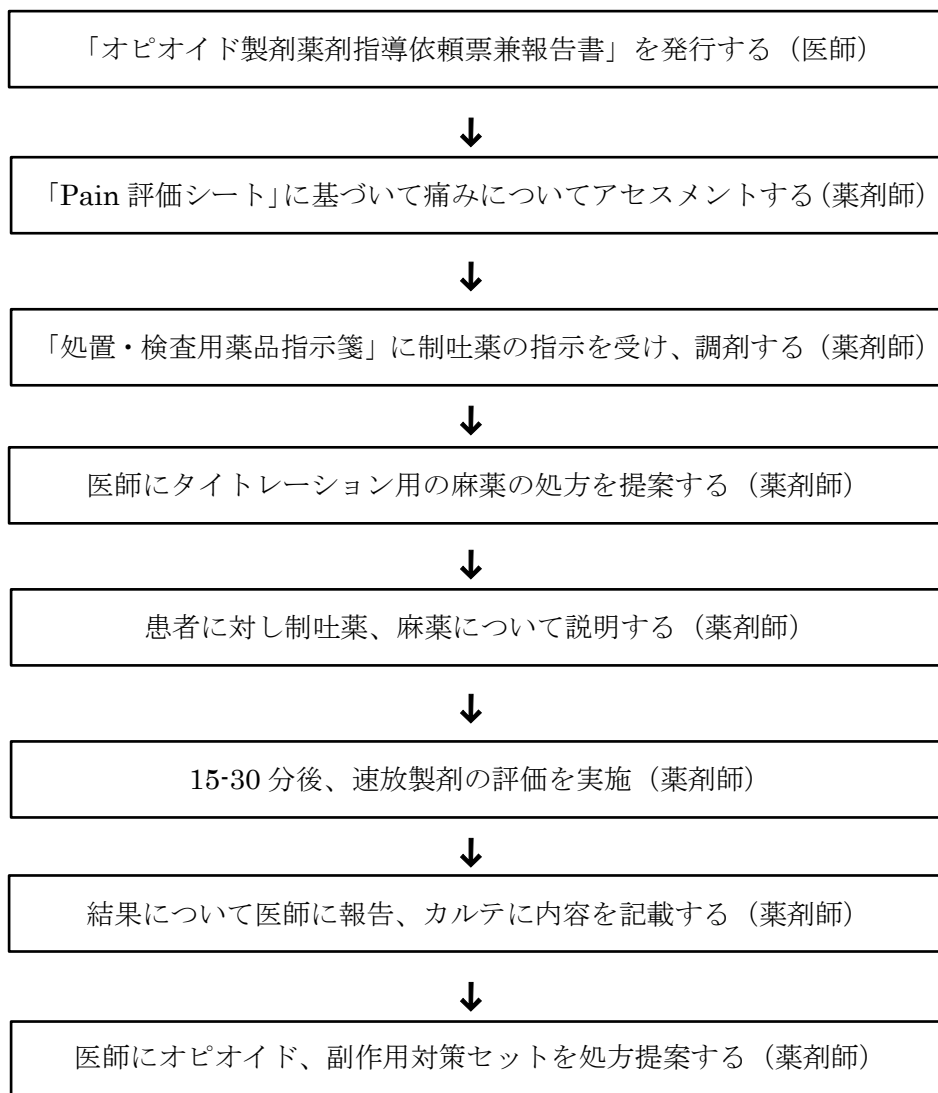 「オピオイド製剤薬剤指導依頼票兼報告書」を発行する（医師）
↓
「Pain 評価シート」に基づいて痛みについてアセスメントする（薬剤師）
↓
「処置・検査用薬品指示箋」に制吐薬の指示を受け、調剤する（薬剤師）
↓
医師にタイトレーション用の麻薬の処方を提案する（薬剤師）
↓
患者に対し制吐薬、麻薬について説明する（薬剤師）
↓
15-30 分後、速放製剤の評価を実施（薬剤師）
↓
結果について医師に報告、カルテに内容を記載する（薬剤師）
↓
医師にオピオイド、副作用対策セットを処方提案する（薬剤師）